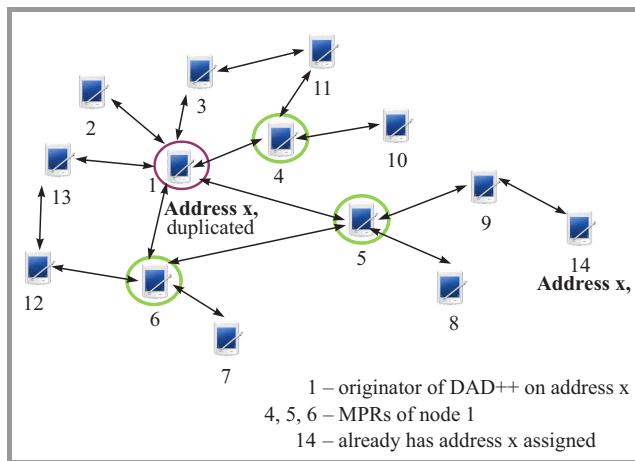 11
3
2
4
10
1
13
Address x,
duplicated
9
5
14
Address x,
12
6
8
7
1 – originator of DAD++ on address x
4, 5, 6 – MPRs of node 1
14 – already has address x assigned